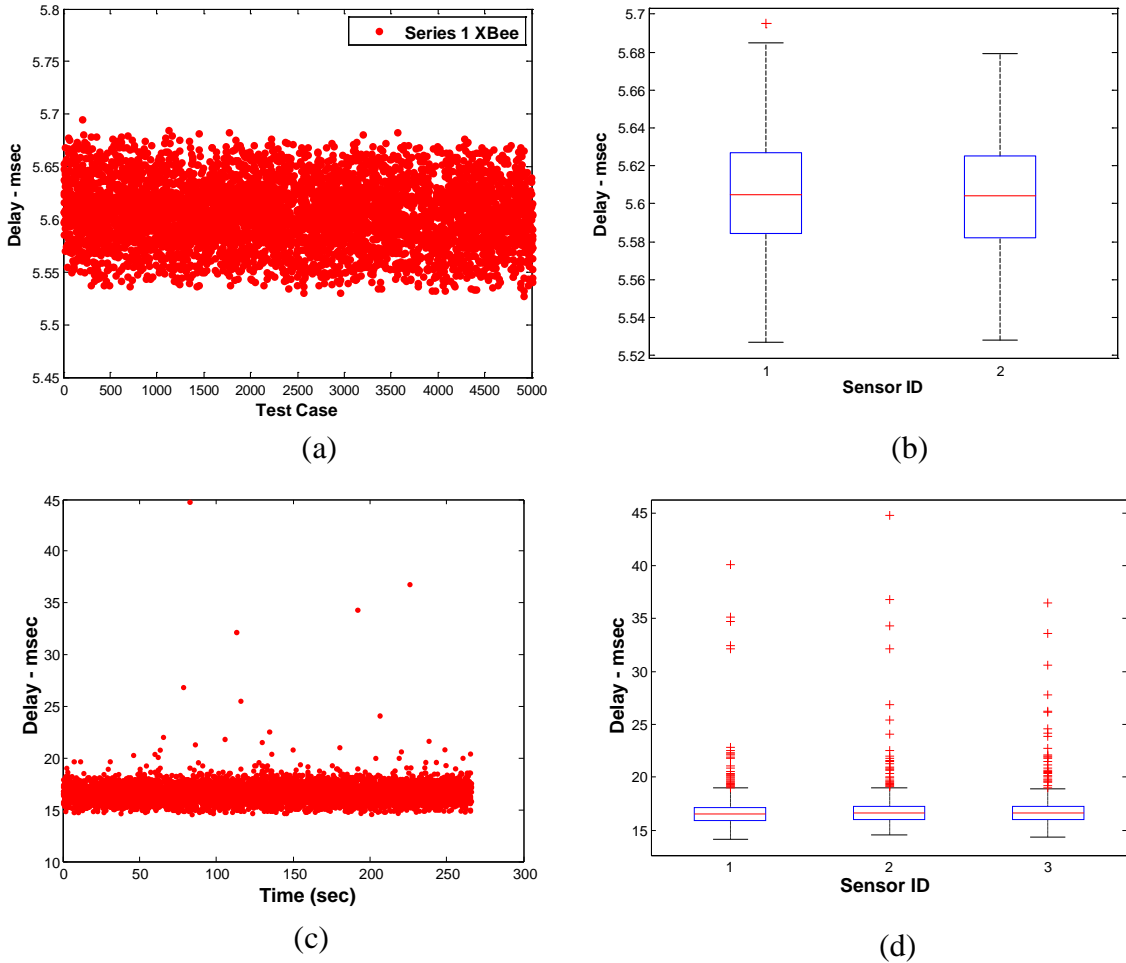 5.8
5.75
5.7
5.65
5.6
5.55
5.5
5.45
Delay - msec
Series 1 XBee
0 500 1000 1500 2000 2500 3000 3500 4000 4500 5000
Test Case
(a)
5.7
5.68
5.66
5.64
5.62
5.6
5.58
5.56
5.54
5.52
Delay - msec
1 2
Sensor ID
(b)
45
40
35
30
25
20
15
10
Delay - msec
0 50 100 150 200 250 300
Time (sec)
(c)
45
40
35
30
25
20
15
Delay - msec
1 2 3
Sensor ID
(d)